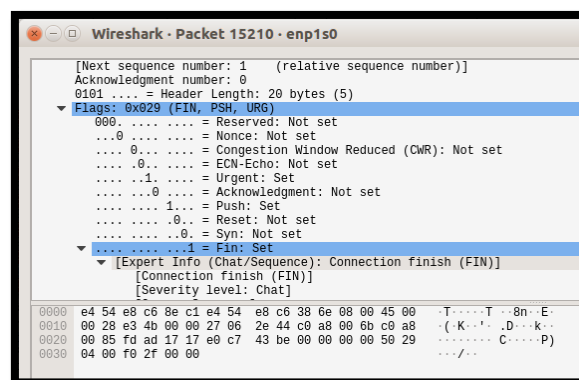 Wireshark · Packet 15210 · enp1s0
[Next sequence number: 1    (relative sequence number)]
Acknowledgment number: 0
0101 .... = Header Length: 20 bytes (5)
Flags: 0x029 (FIN, PSH, URG)
000. .... .... = Reserved: Not set
...0 .... .... = Nonce: Not set
.... 0... .... = Congestion Window Reduced (CWR): Not set
.... .0.. .... = ECN-Echo: Not set
.... ..1. .... = Urgent: Set
.... ...0 .... = Acknowledgment: Not set
.... .... 1... = Push: Set
.... .... .0.. = Reset: Not set
.... .... ..0. = Syn: Not set
.... .... ...1 = Fin: Set
[Expert Info (Chat/Sequence): Connection finish (FIN)]
[Connection finish (FIN)]
[Severity level: Chat]
0000  e4 54 e8 c6 8e c1 e4 54  e8 c6 38 6e 08 00 45 00   ·T·····T ··8n··E·
0010  00 28 e3 4b 00 00 27 06  2e 44 c0 a8 00 6b c0 a8   ·(·K··'· .D···k··
0020  00 85 fd ad 17 17 e0 c7  43 be 00 00 00 00 50 29   ········ C·····P)
0030  04 00 f0 2f 00 00   ···/··